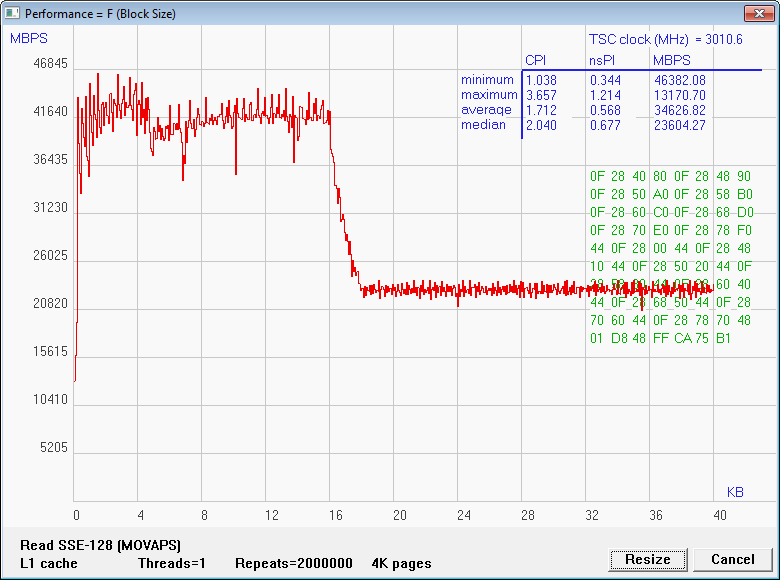 Performance = F (Block Size)
MBPS
TSC clock (MHz) = 3010.6
CPI nsPI MBPS
minimum 1.038 0.344 46382.08
maximum 3.657 1.214 13170.70
average 1.712 0.568 34626.82
median 2.040 0.677 23604.27
46845
41640
36435
31230
26025
20820
15615
10410
5205
0F 28 40 80 0F 28 48 90
0F 28 50 A0 0F 28 58 B0
0F 28 60 C0 0F 28 68 D0
0F 28 70 E0 0F 28 78 F0
44 0F 28 00 44 0F 28 48
10 44 0F 28 50 20 44 0F
60 40
44 0F 28 68 50 44 0F 28
70 60 44 0F 28 78 70 48
01 D8 48 FF CA 75 B1
KB
0 4 8 12 16 20 24 28 32 36 40
Read SSE-128 (MOVAPS)
L1 cache Threads=1 Repeats=2000000 4K pages
Resize Cancel